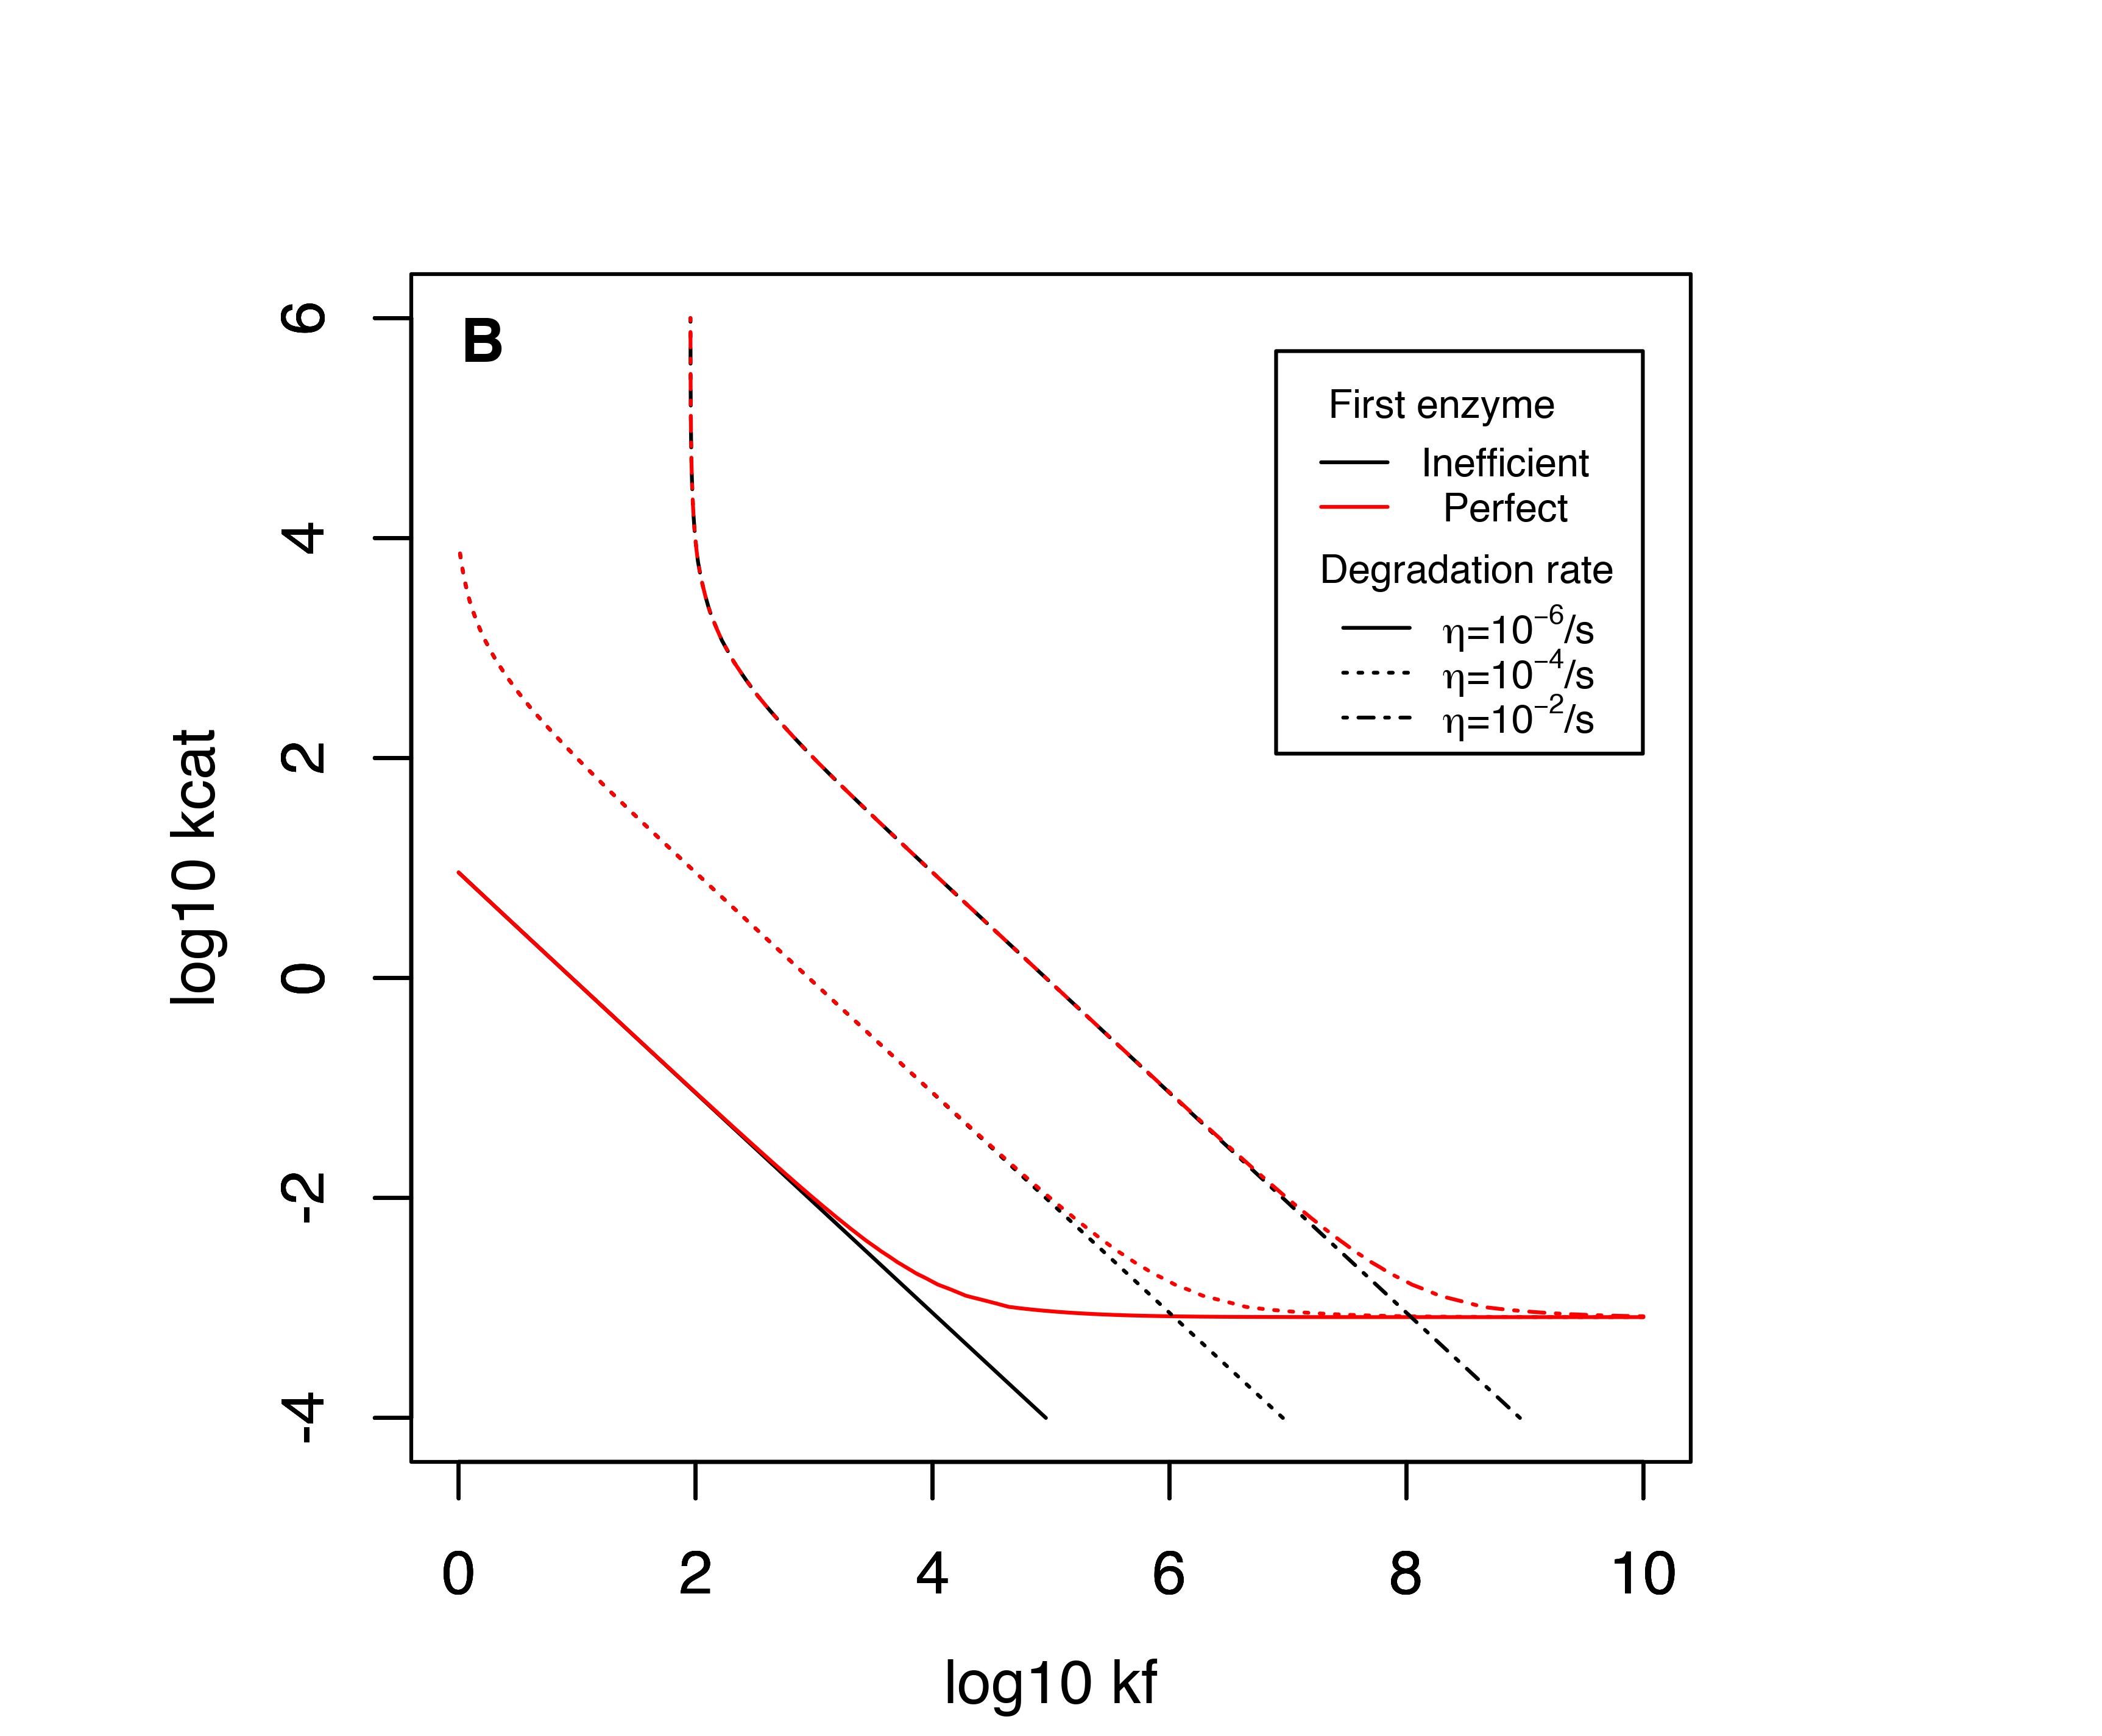 B
First enzyme
Inefficient
Perfect
Degradation rate
η=10⁻⁶/s
η=10⁻⁴/s
η=10⁻²/s
log10 kcat
6
4
2
0
-2
-4
0 2 4 6 8 10
log10 kf